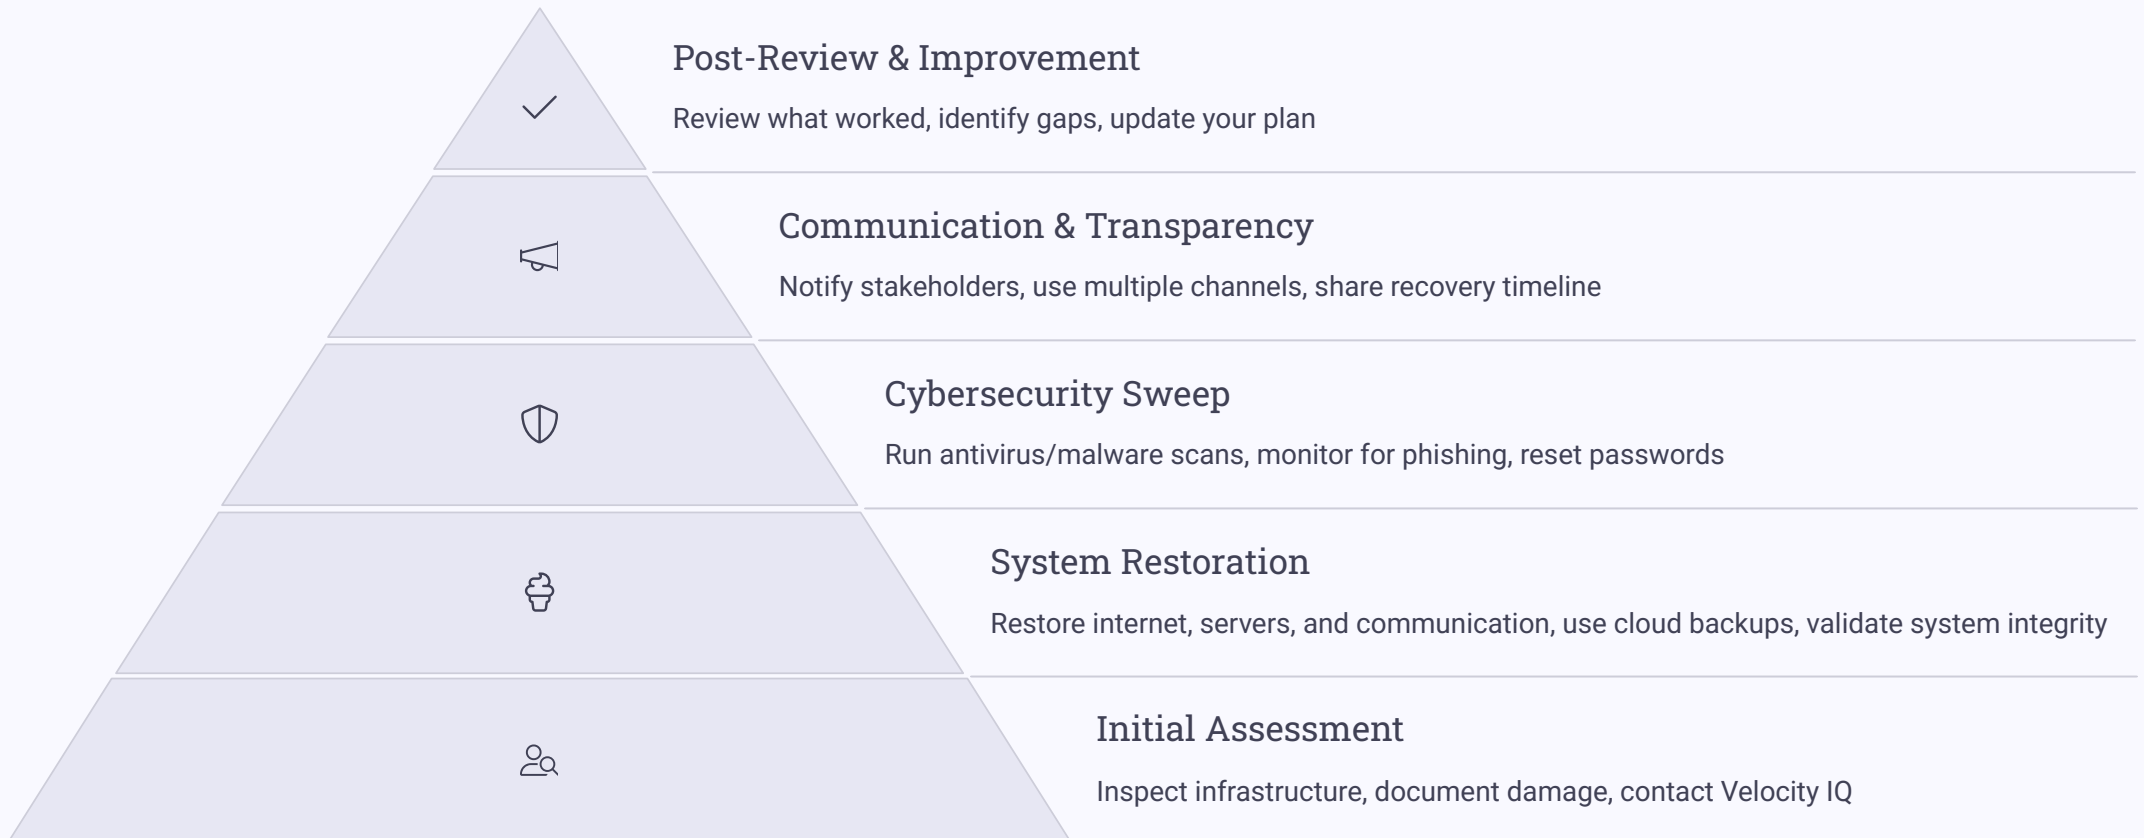 Post-Review & Improvement
Review what worked, identify gaps, update your plan
Communication & Transparency
Notify stakeholders, use multiple channels, share recovery timeline
Cybersecurity Sweep
Run antivirus/malware scans, monitor for phishing, reset passwords
System Restoration
Restore internet, servers, and communication, use cloud backups, validate system integrity
Initial Assessment
Inspect infrastructure, document damage, contact Velocity IQ